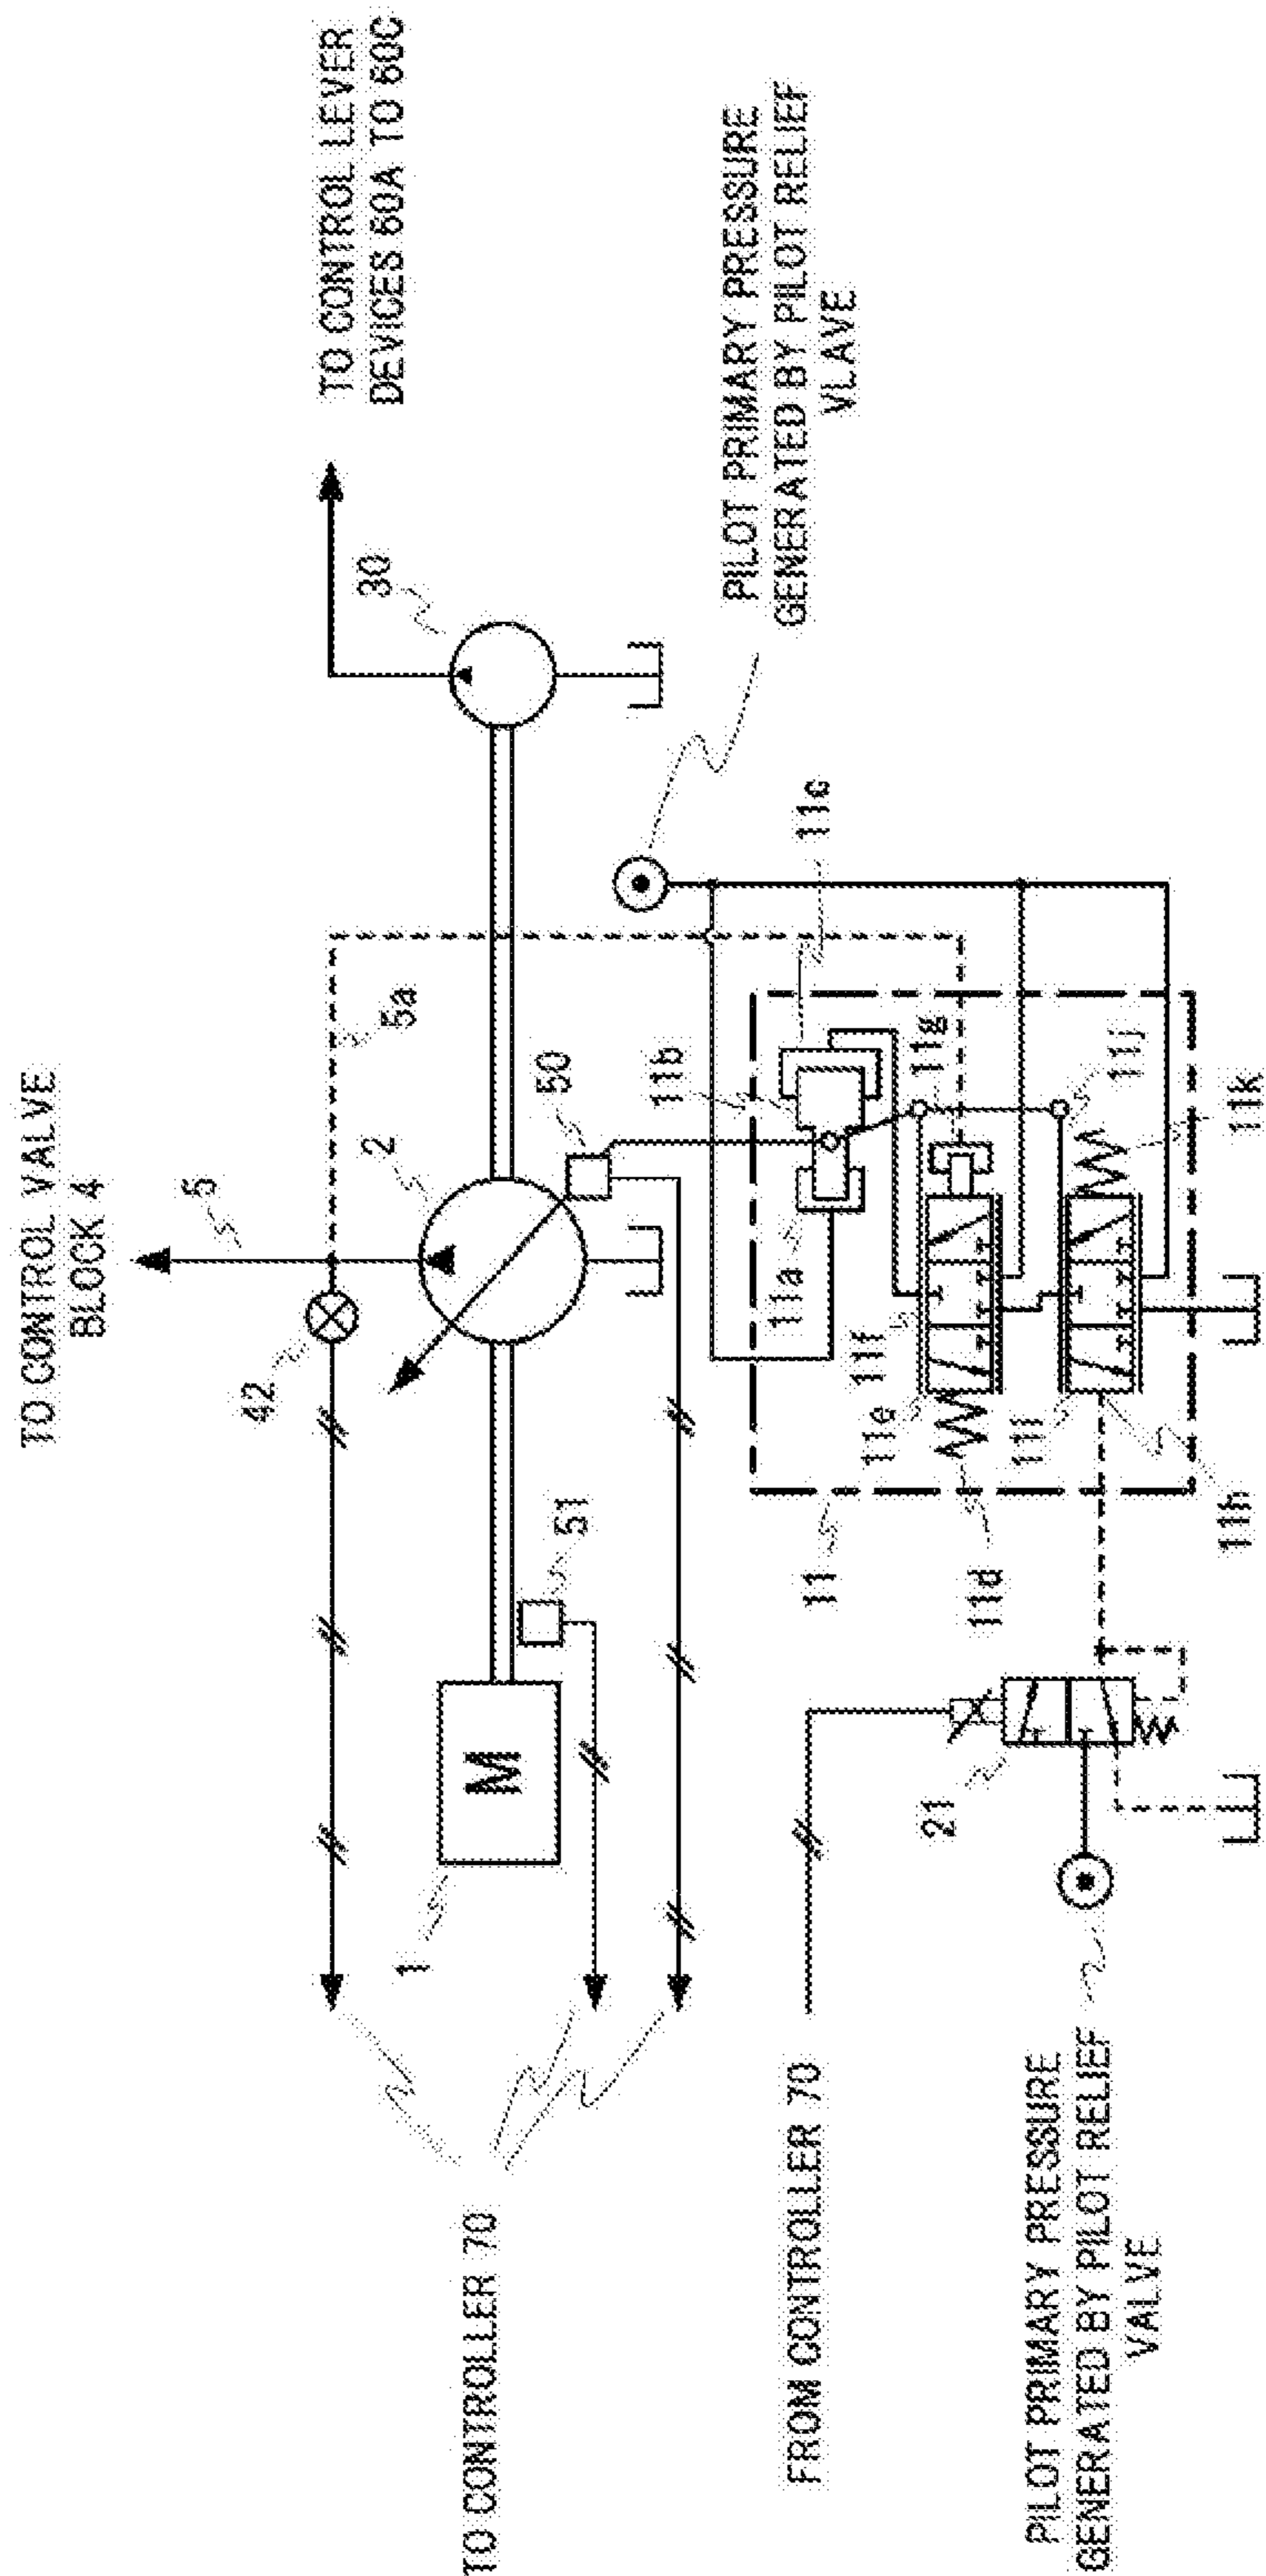 TO CONTROL VALVE
BLOCK 4
TO CONTROL LEVER
DEVICES 60A TO 60C
5
42
5a
2
30
50
51
1
M
TO CONTROLLER 70
PILOT PRIMARY PRESSURE
GENERATED BY PILOT RELIEF
VLAVE
11b
11c
11a
11g
11f
11e
11j
11k
11i
11h
11d
11
21
FROM CONTROLLER 70
PILOT PRIMARY PRESSURE
GENERATED BY PILOT RELIEF
VALVE